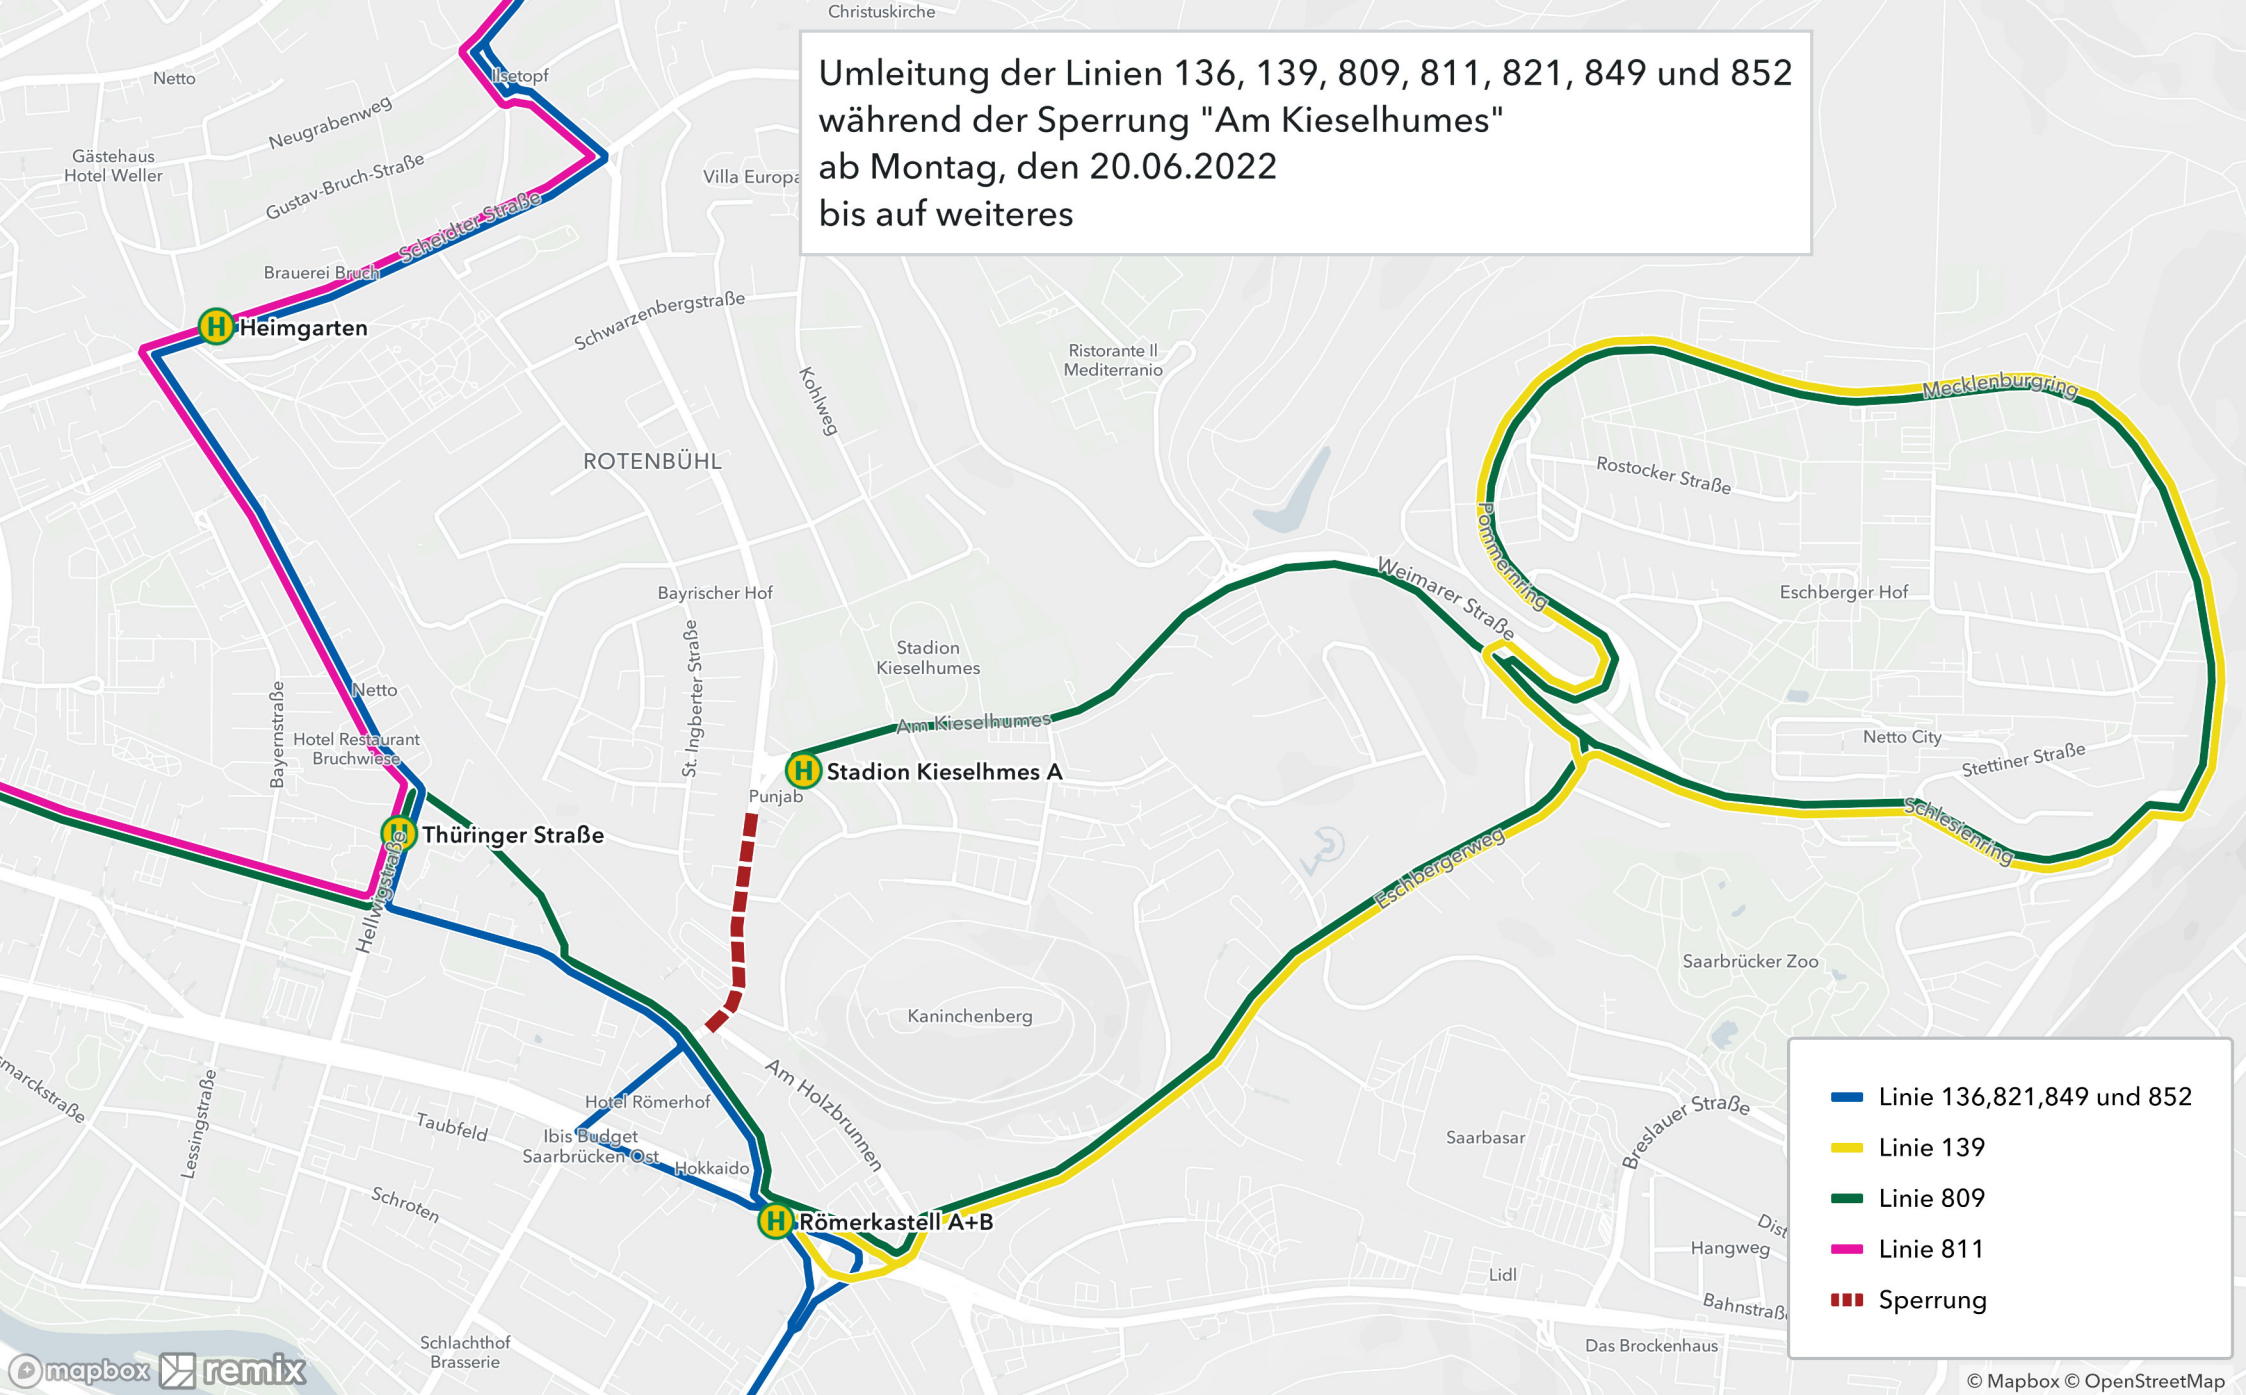 Christuskirche
Umleitung der Linien 136, 139, 809, 811, 821, 849 und 852
während der Sperrung "Am Kieselhumes"
ab Montag, den 20.06.2022
bis auf weiteres
Netto
Ilsetopf
Neugrabenweg
Gästehaus
Hotel Weller
Gustav-Bruch-Straße
Villa Europa
Scheidter Straße
Brauerei Bruch
Heimgarten
Schwarzenbergstraße
Ristorante Il
Mediterranio
Kohlweg
Mecklenburgring
ROTENBÜHL
Rostocker Straße
Pommernring
Weimarer Straße
Bayrischer Hof
Eschberger Hof
Stadion
Kieselhumes
St. Ingberter Straße
Netto
Bayernstraße
Hotel Restaurant
Bruchwiese
Am Kieselhumes
Netto City
Stettiner Straße
Stadion Kieselhmes A
Punjab
Schlesienring
Thüringer Straße
Hellwigstraße
Eschbergerweg
Saarbrücker Zoo
Kaninchenberg
Am Holzbrunnen
smarckstraße
Lessingstraße
Taubfeld
Hotel Römerhof
Ibis Budget
Saarbrücken Ost
Hokkaido
Saarbasar
Breslauer Straße
Schroten
Römerkastell A+B
Dist
Hangweg
Lidl
Bahnstraße
Das Brockenhaus
Schlachthof
Brasserie
Linie 136,821,849 und 852
Linie 139
Linie 809
Linie 811
Sperrung
mapbox remix
© Mapbox © OpenStreetMap